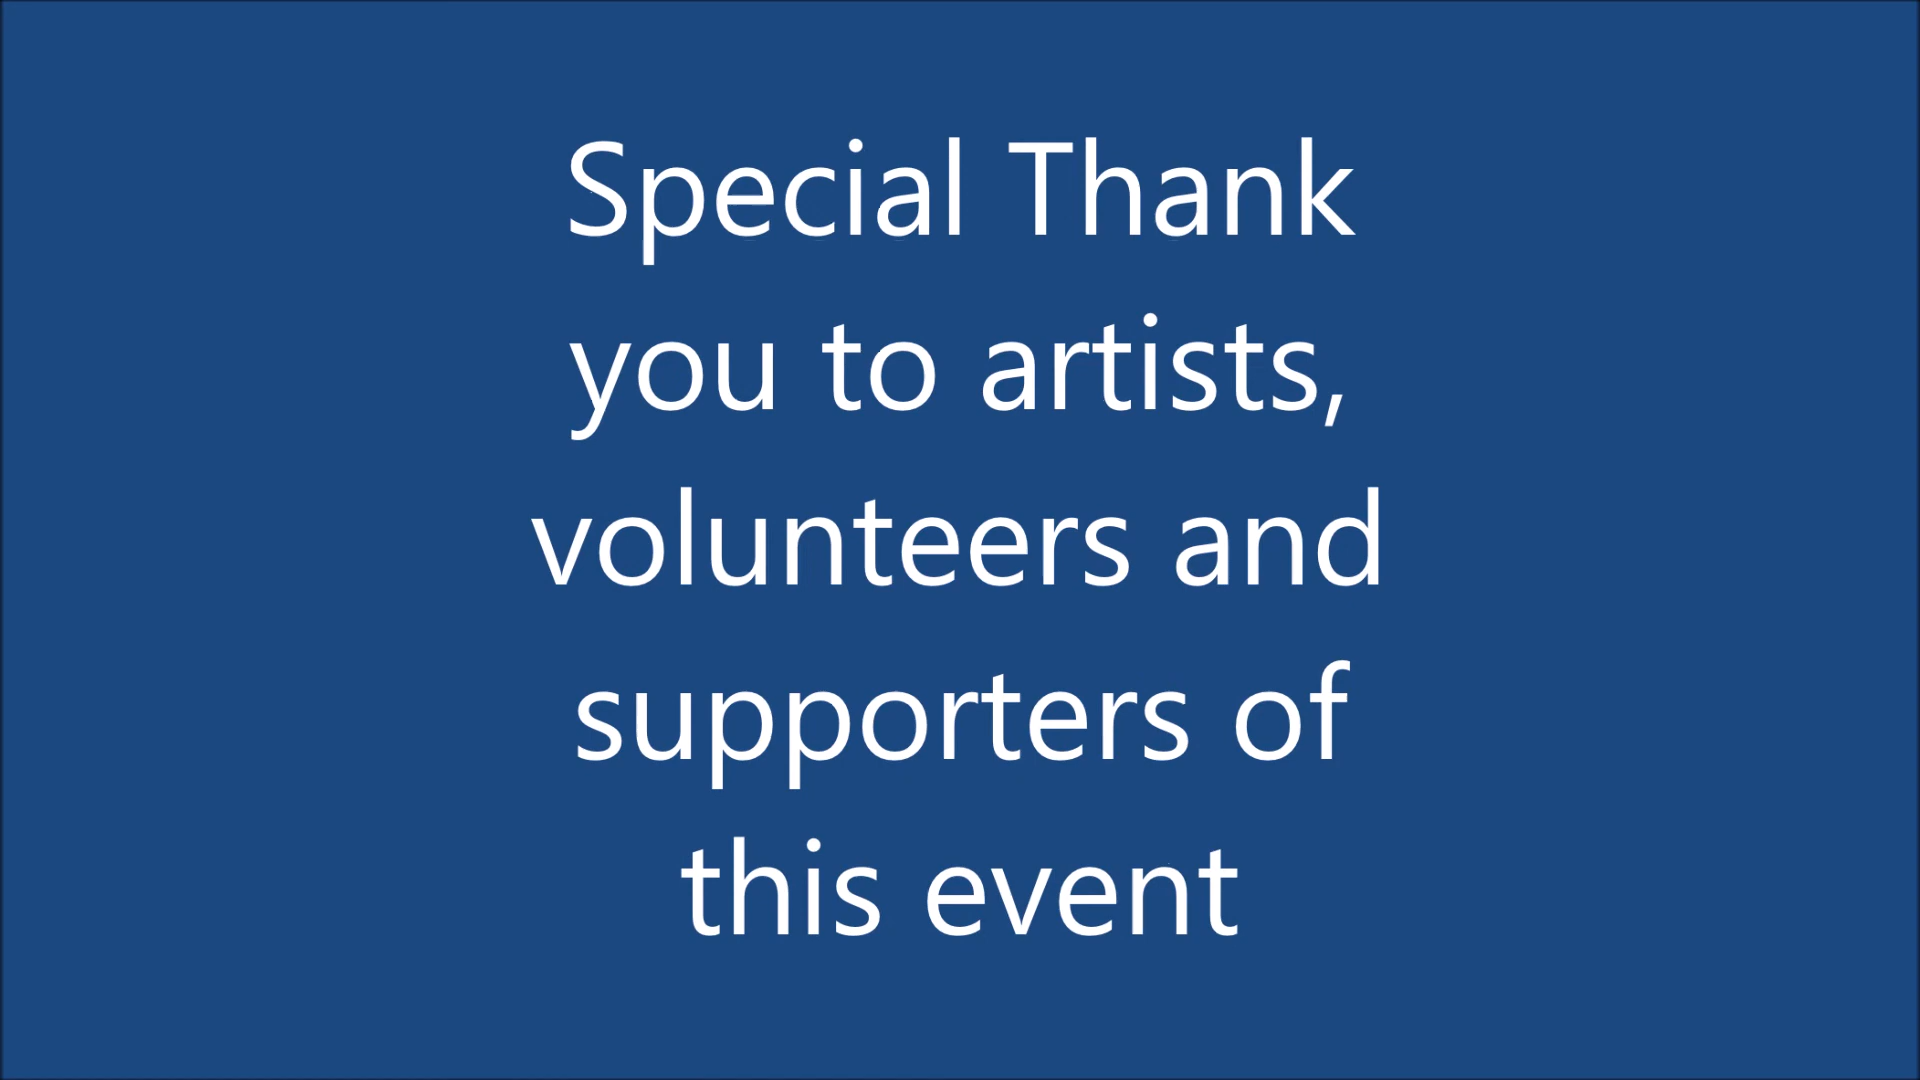 Special Thank
you to artists,
volunteers and
supporters of
this event